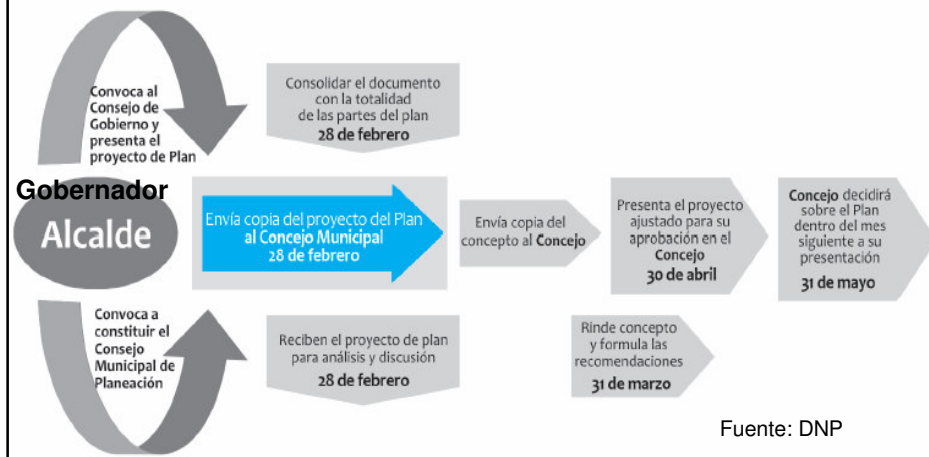 Convoca al
Consejo de
Gobierno y
presenta el
proyecto de Plan
Consolidar el documento
con la totalidad
de las partes del plan
28 de febrero
Gobernador
Alcalde
Envía copia del proyecto del Plan
al Concejo Municipal
28 de febrero
Envía copia del
concepto al Concejo
Presenta el proyecto
ajustado para su
aprobación en el
Concejo
30 de abril
Concejo decidirá
sobre el Plan
dentro del mes
siguiente a su
presentación
31 de mayo
Convoca a
constituir el
Consejo
Municipal de
Planeación
Reciben el proyecto de plan
para análisis y discusión
28 de febrero
Rinde concepto
y formula las
recomendaciones
31 de marzo
Fuente: DNP